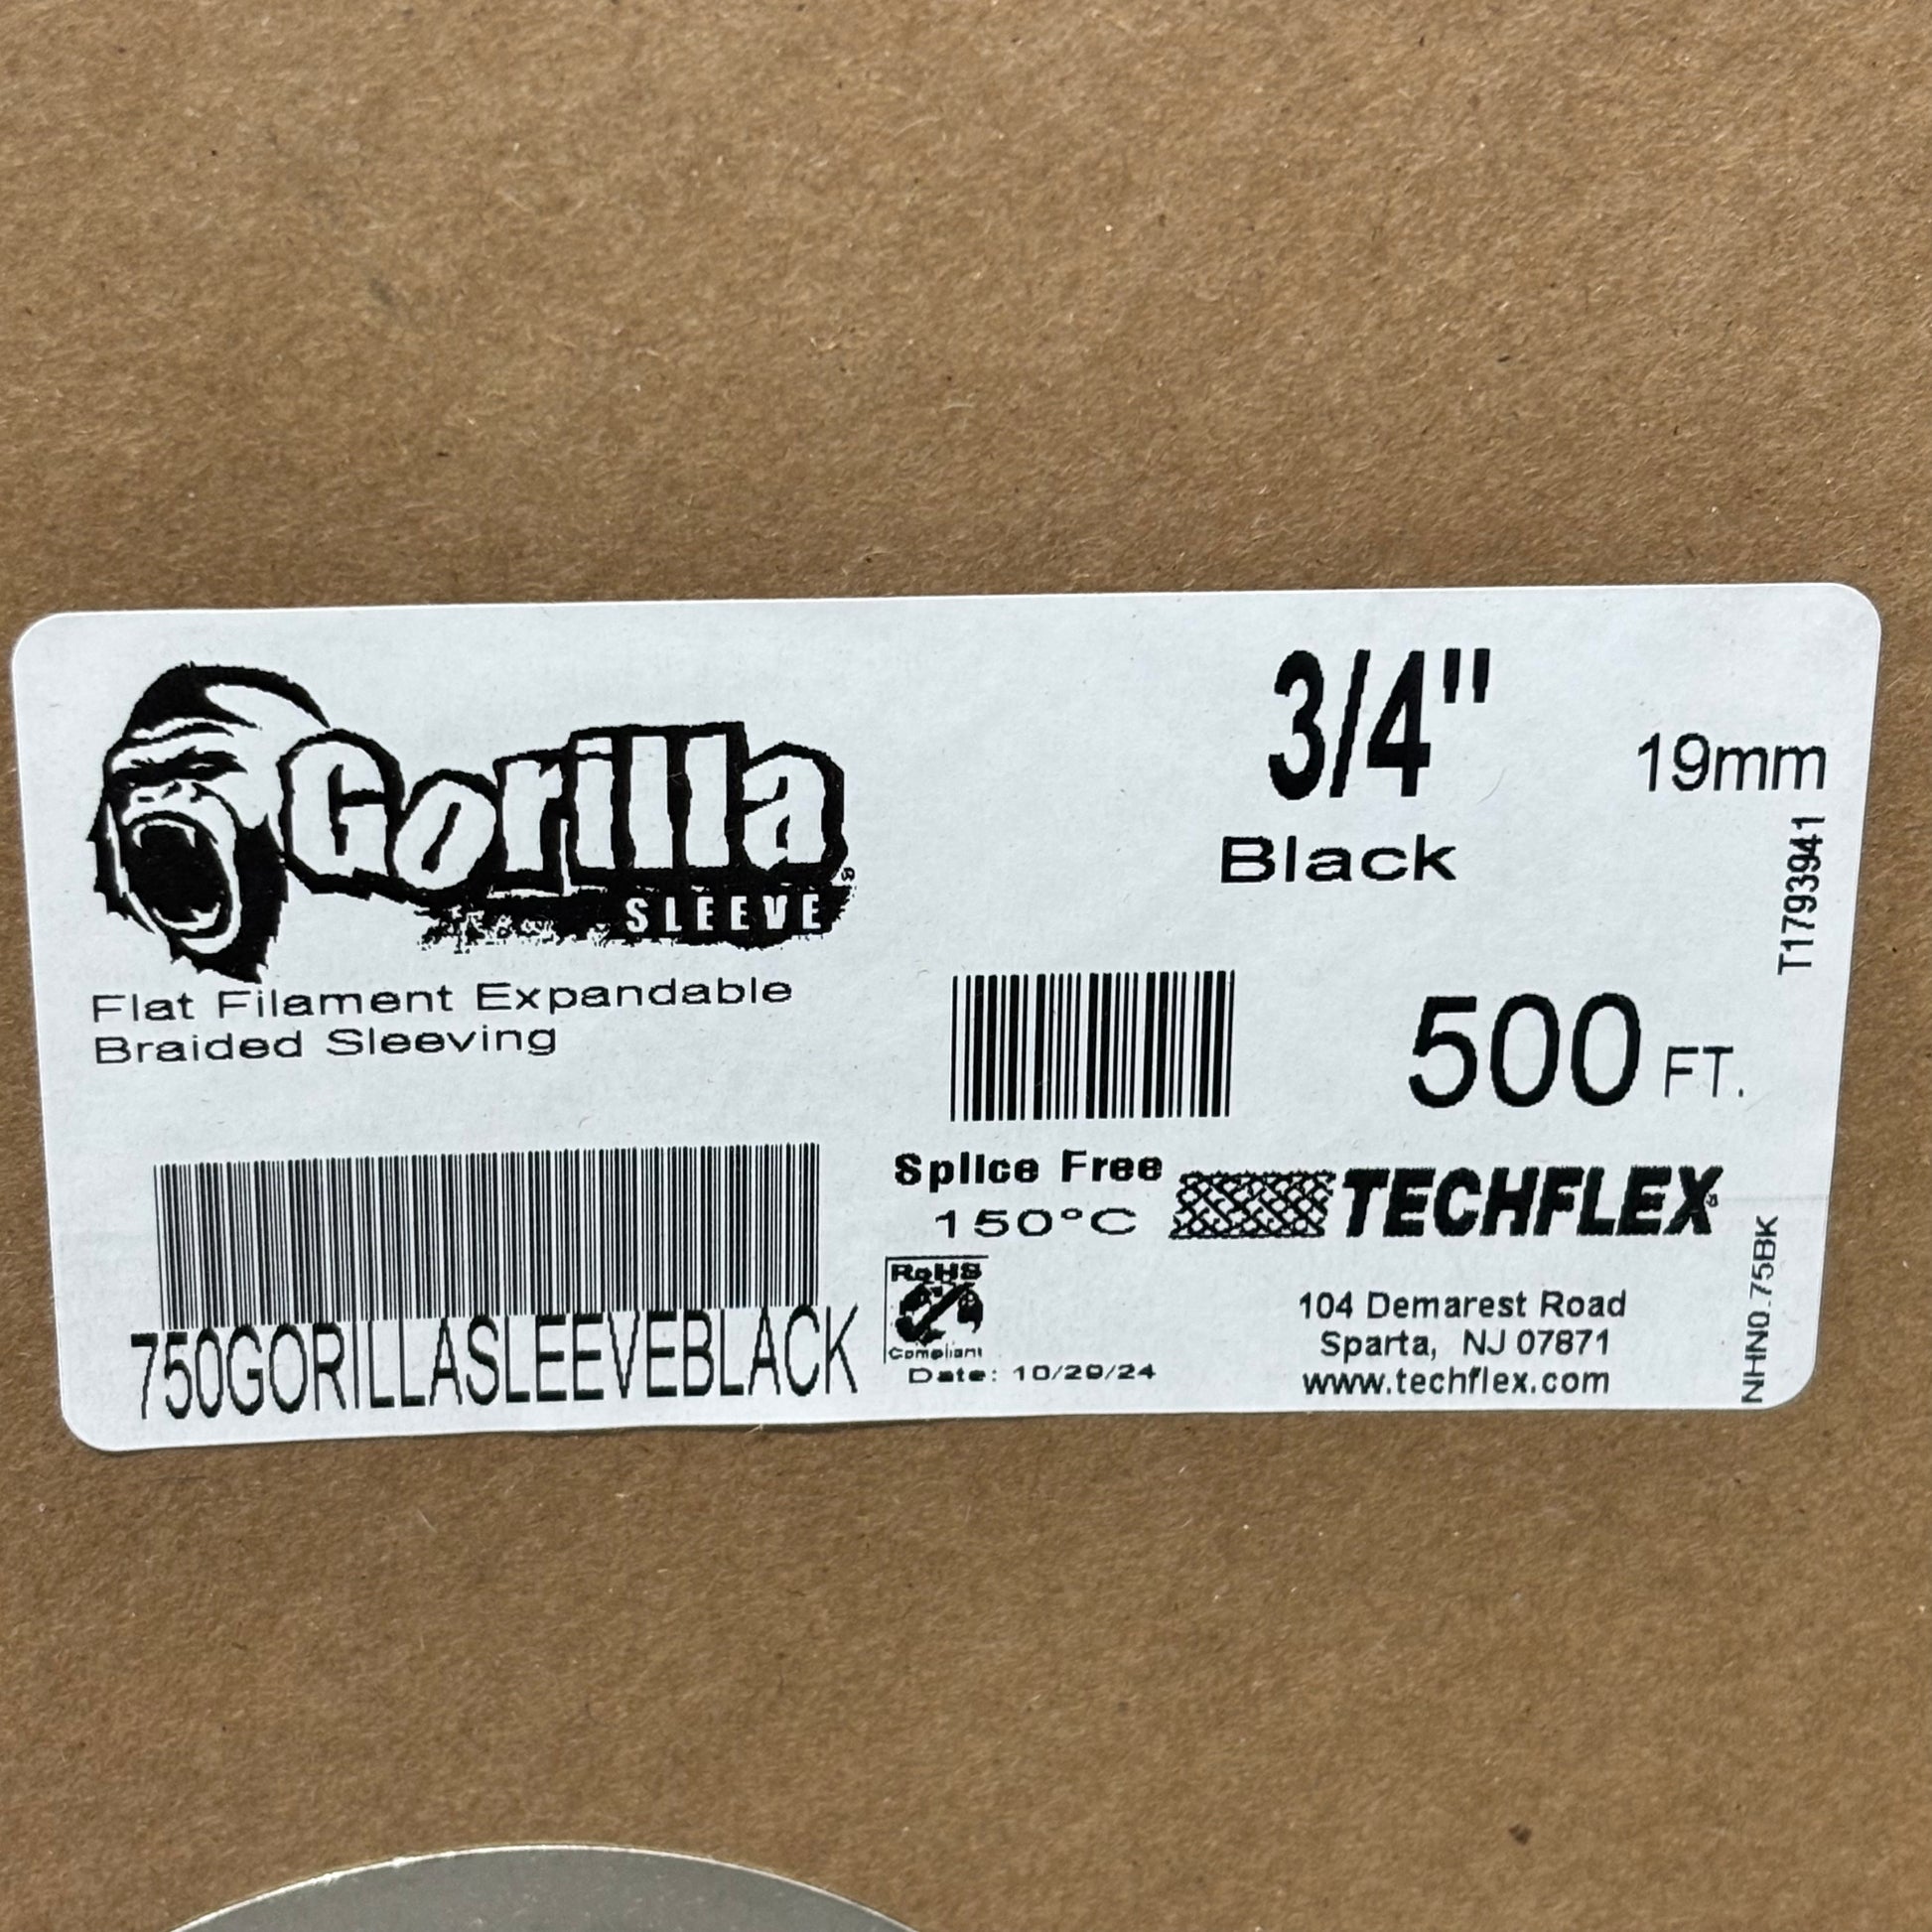 Gorilla
SLEEVE
Flat Filament Expandable
Braided Sleeving
750GORILLASLEEVEBLACK
3/4"
19mm
Black
T1793941
500 FT.
Splice Free
150°C
TECHFLEX
RoHS
Compliant
Date: 10/29/24
104 Demarest Road
Sparta, NJ 07871
www.techflex.com
NHN0.75BK